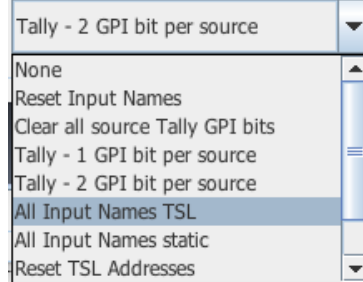 Tally - 2 GPI bit per source
None
Reset Input Names
Clear all source Tally GPI bits
Tally - 1 GPI bit per source
Tally - 2 GPI bit per source
All Input Names TSL
All Input Names static
Reset TSL Addresses